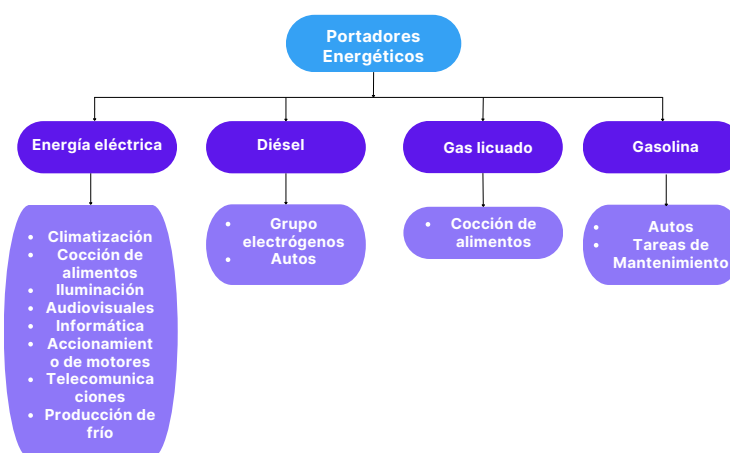 Portadores
Energéticos
Energía eléctrica
Diésel
Gas licuado
Gasolina
• Climatización
• Cocción de
alimentos
• Iluminación
• Audiovisuales
• Informática
• Accionamient
o de motores
• Telecomunica
ciones
• Producción de
frío
• Grupo
electrógenos
• Autos
• Cocción de
alimentos
• Autos
• Tareas de
Mantenimiento